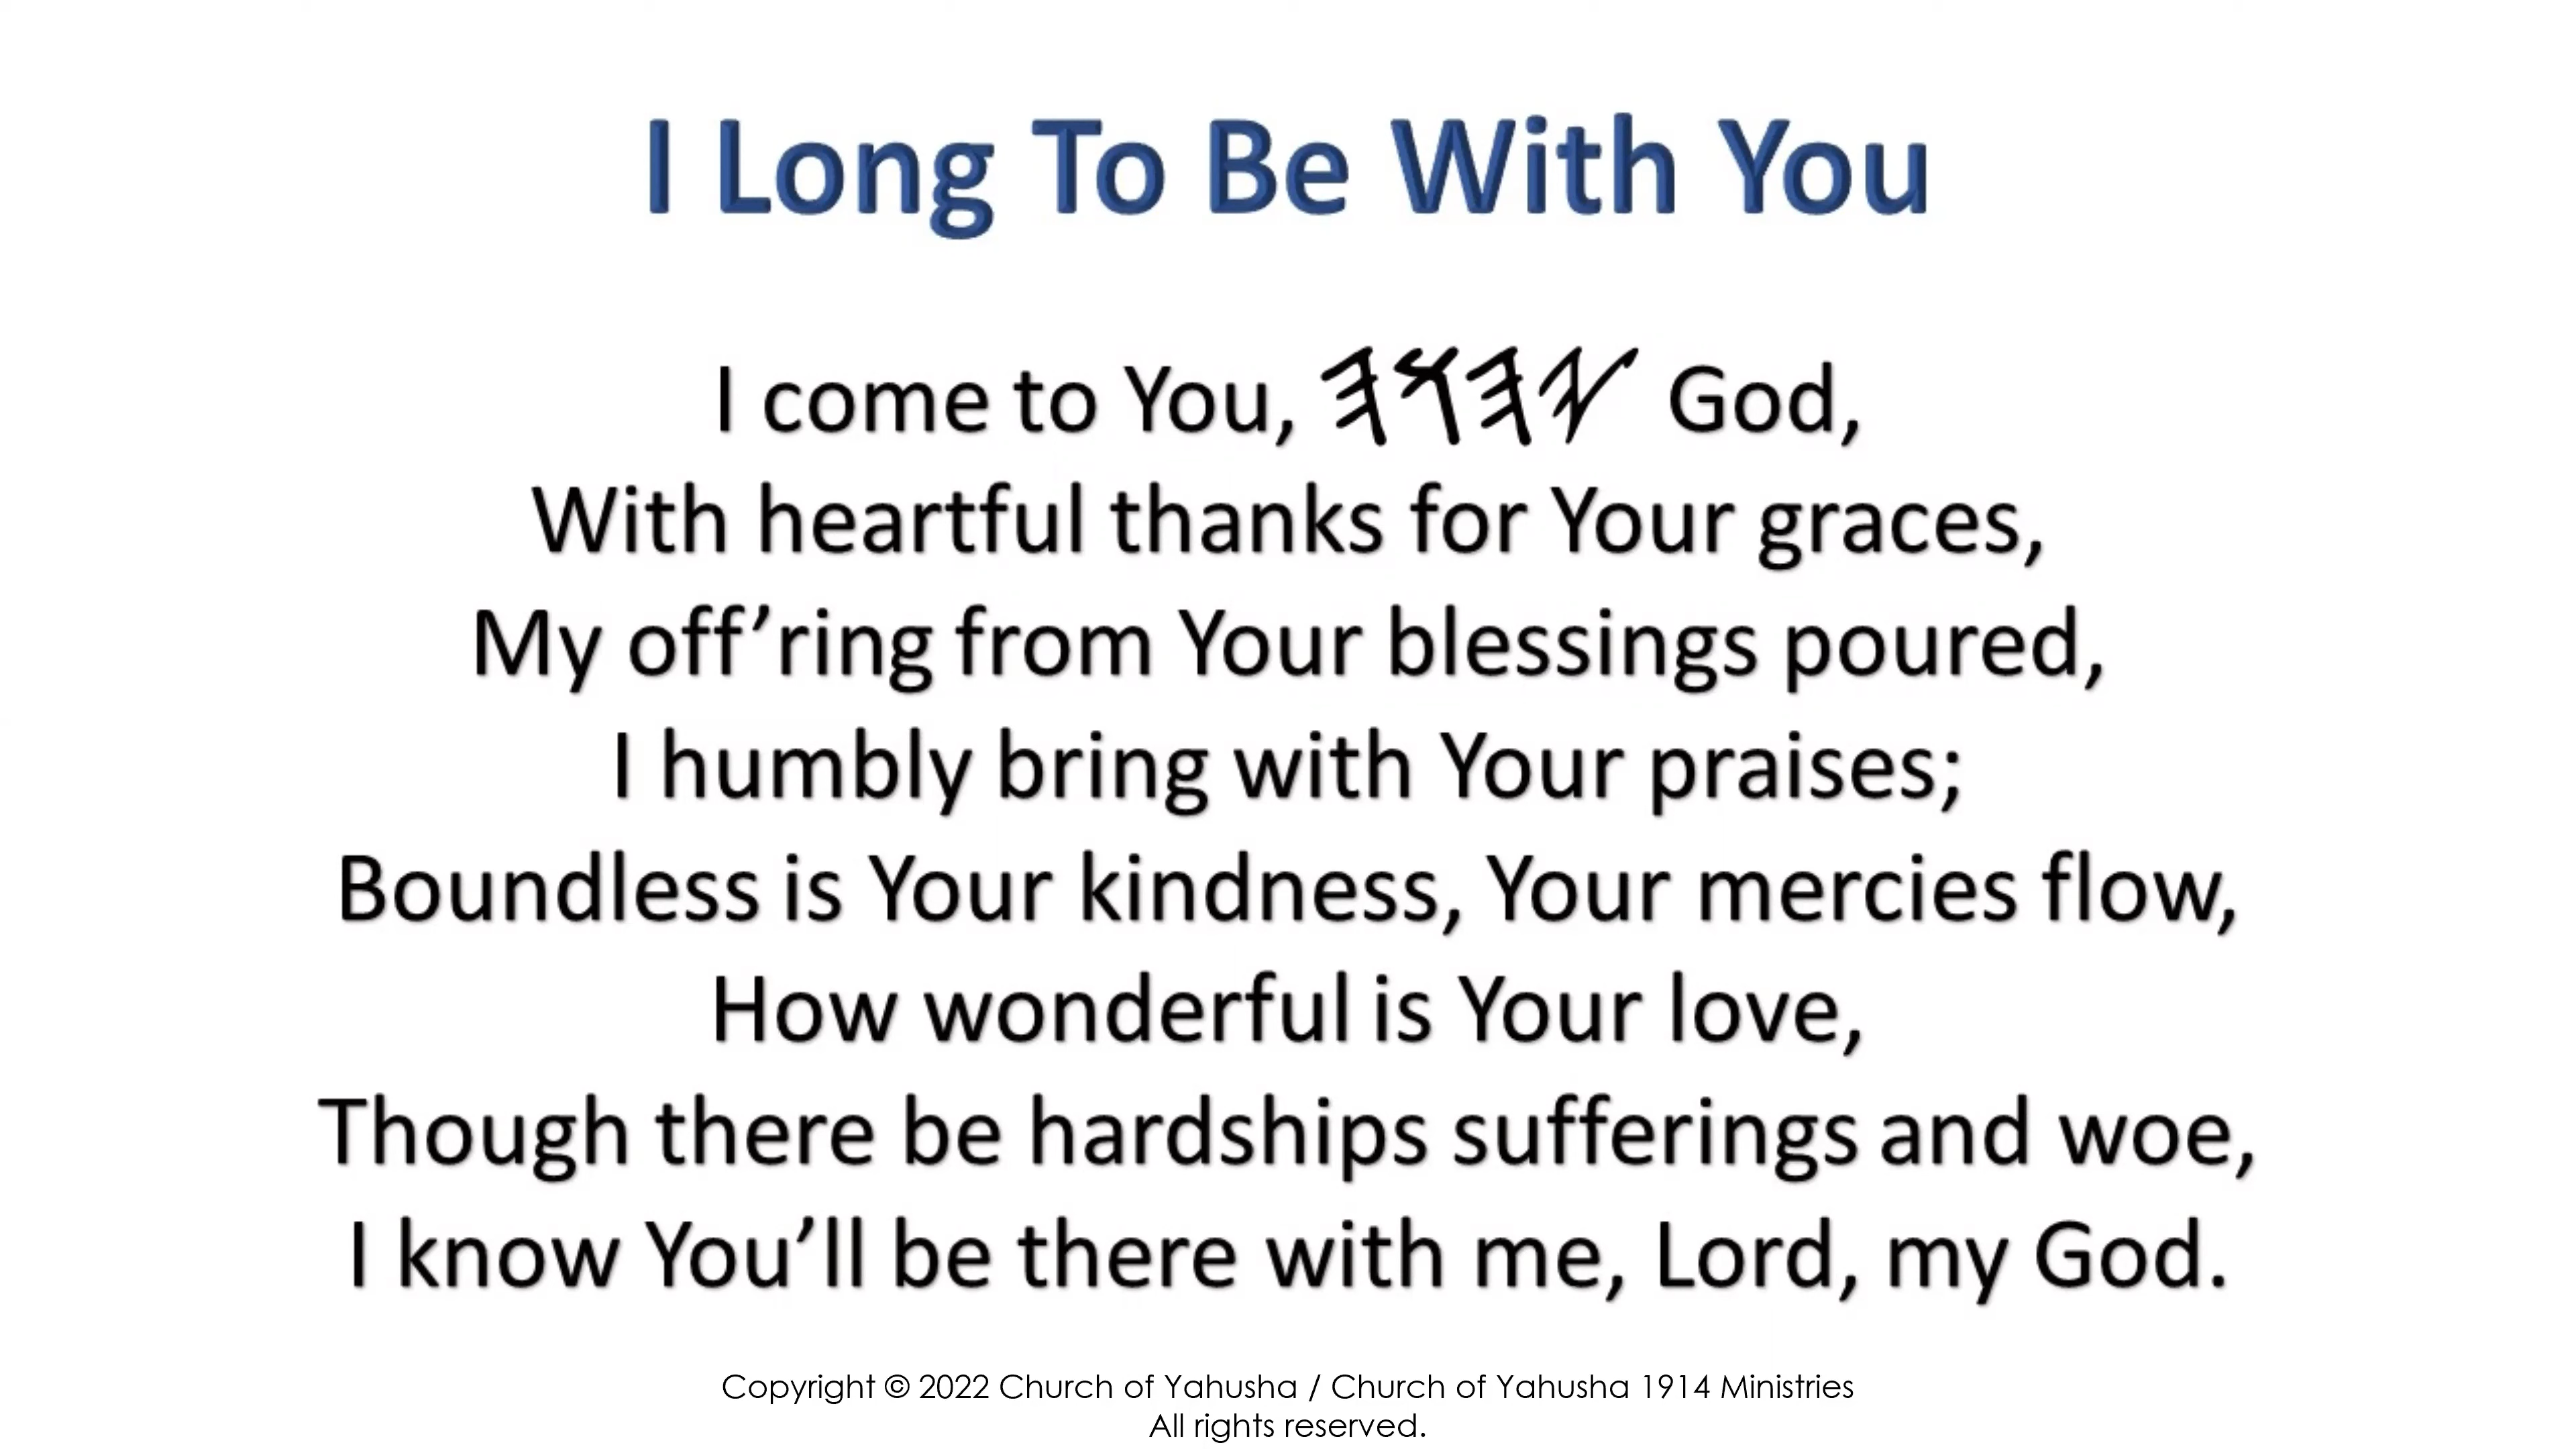 I Long To Be With You
I come to You, 𐤉𐤄𐤅𐤄 God,
With heartful thanks for Your graces,
My off’ring from Your blessings poured,
I humbly bring with Your praises;
Boundless is Your kindness, Your mercies flow,
How wonderful is Your love,
Though there be hardships sufferings and woe,
I know You’ll be there with me, Lord, my God.
Copyright © 2022 Church of Yahusha / Church of Yahusha 1914 Ministries
All rights reserved.